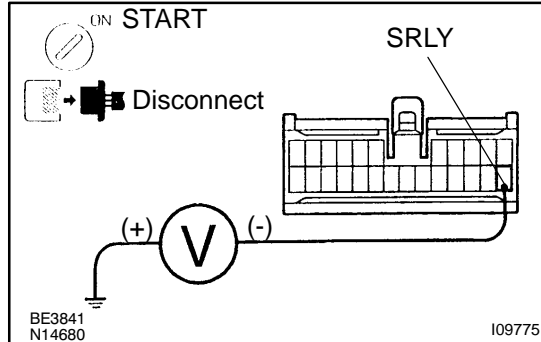 ON START
SRLY
Disconnect
(+) V (-)
BE3841
N14680
I09775